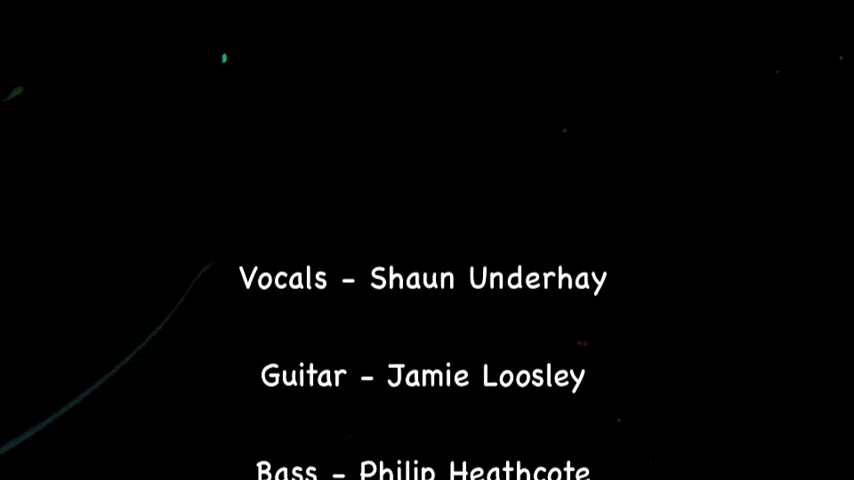 Vocals - Shaun Underhay
Guitar - Jamie Loosley
Bass - Philip Heathcote